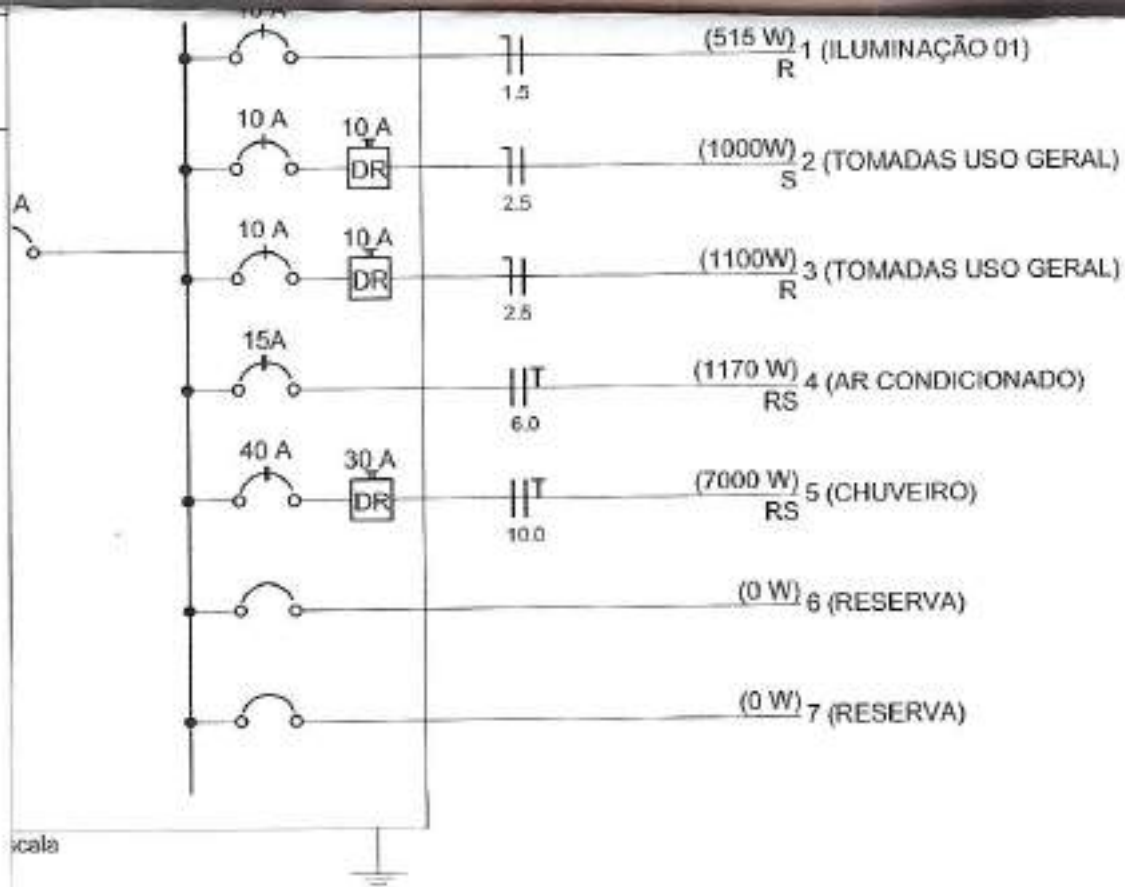 10 A
(515 W) 1 (ILUMINAÇÃO 01)
R
1.5
10 A
10 A
DR
(1000W) 2 (TOMADAS USO GERAL)
S
2.5
A
10 A
10 A
DR
(1100W) 3 (TOMADAS USO GERAL)
R
2.5
15A
T
(1170 W) 4 (AR CONDICIONADO)
RS
6.0
40 A
30 A
DR
T
(7000 W) 5 (CHUVEIRO)
RS
10.0
(0 W) 6 (RESERVA)
(0 W) 7 (RESERVA)
scala